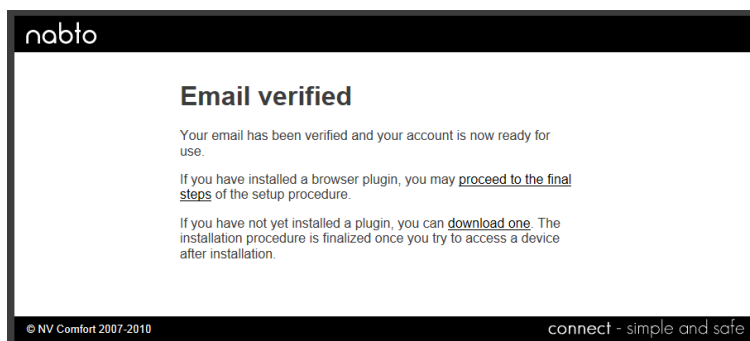 nabto
Email verified
Your email has been verified and your account is now ready for
use.
If you have installed a browser plugin, you may proceed to the final
steps of the setup procedure.
If you have not yet installed a plugin, you can download one. The
installation procedure is finalized once you try to access a device
after installation.
© NV Comfort 2007-2010
connect - simple and safe